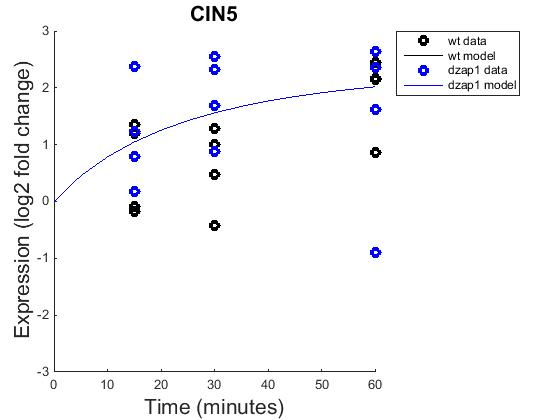 CIN5
3
2
1
0
-1
-2
-3
0 10 20 30 40 50 60
Expression (log2 fold change)
Time (minutes)
wt data
wt model
dzap1 data
dzap1 model